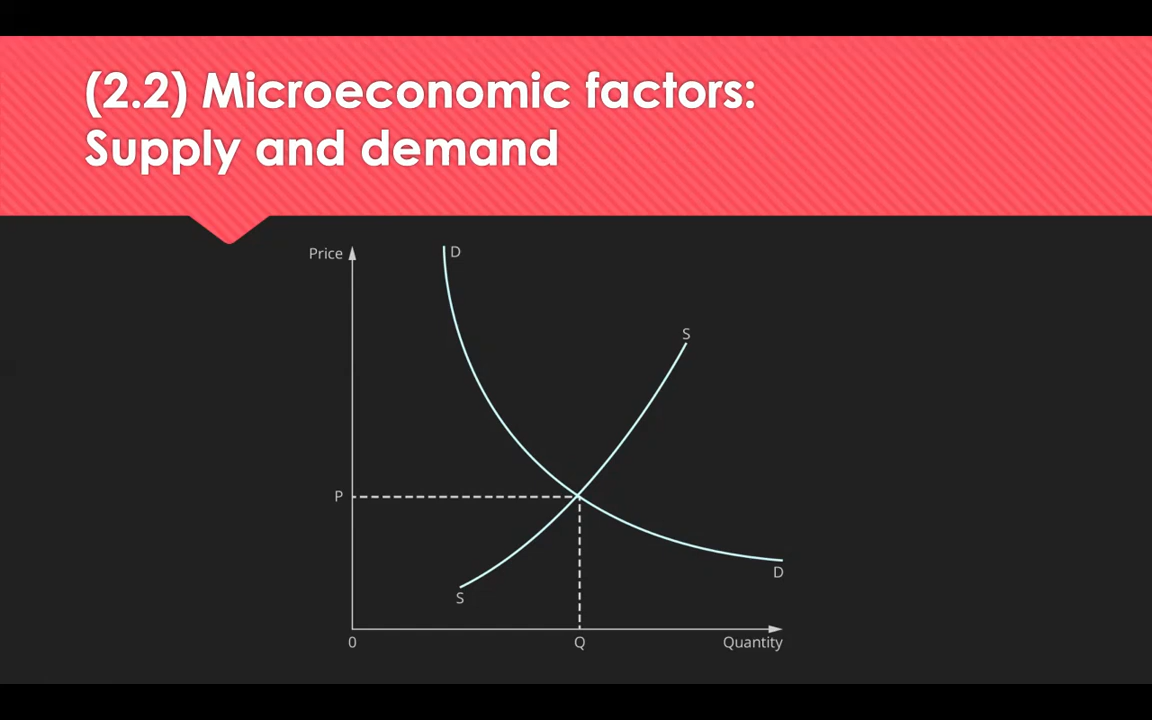 (2.2) Microeconomic factors:
Supply and demand
Price
D
S
P
D
S
0
Q
Quantity